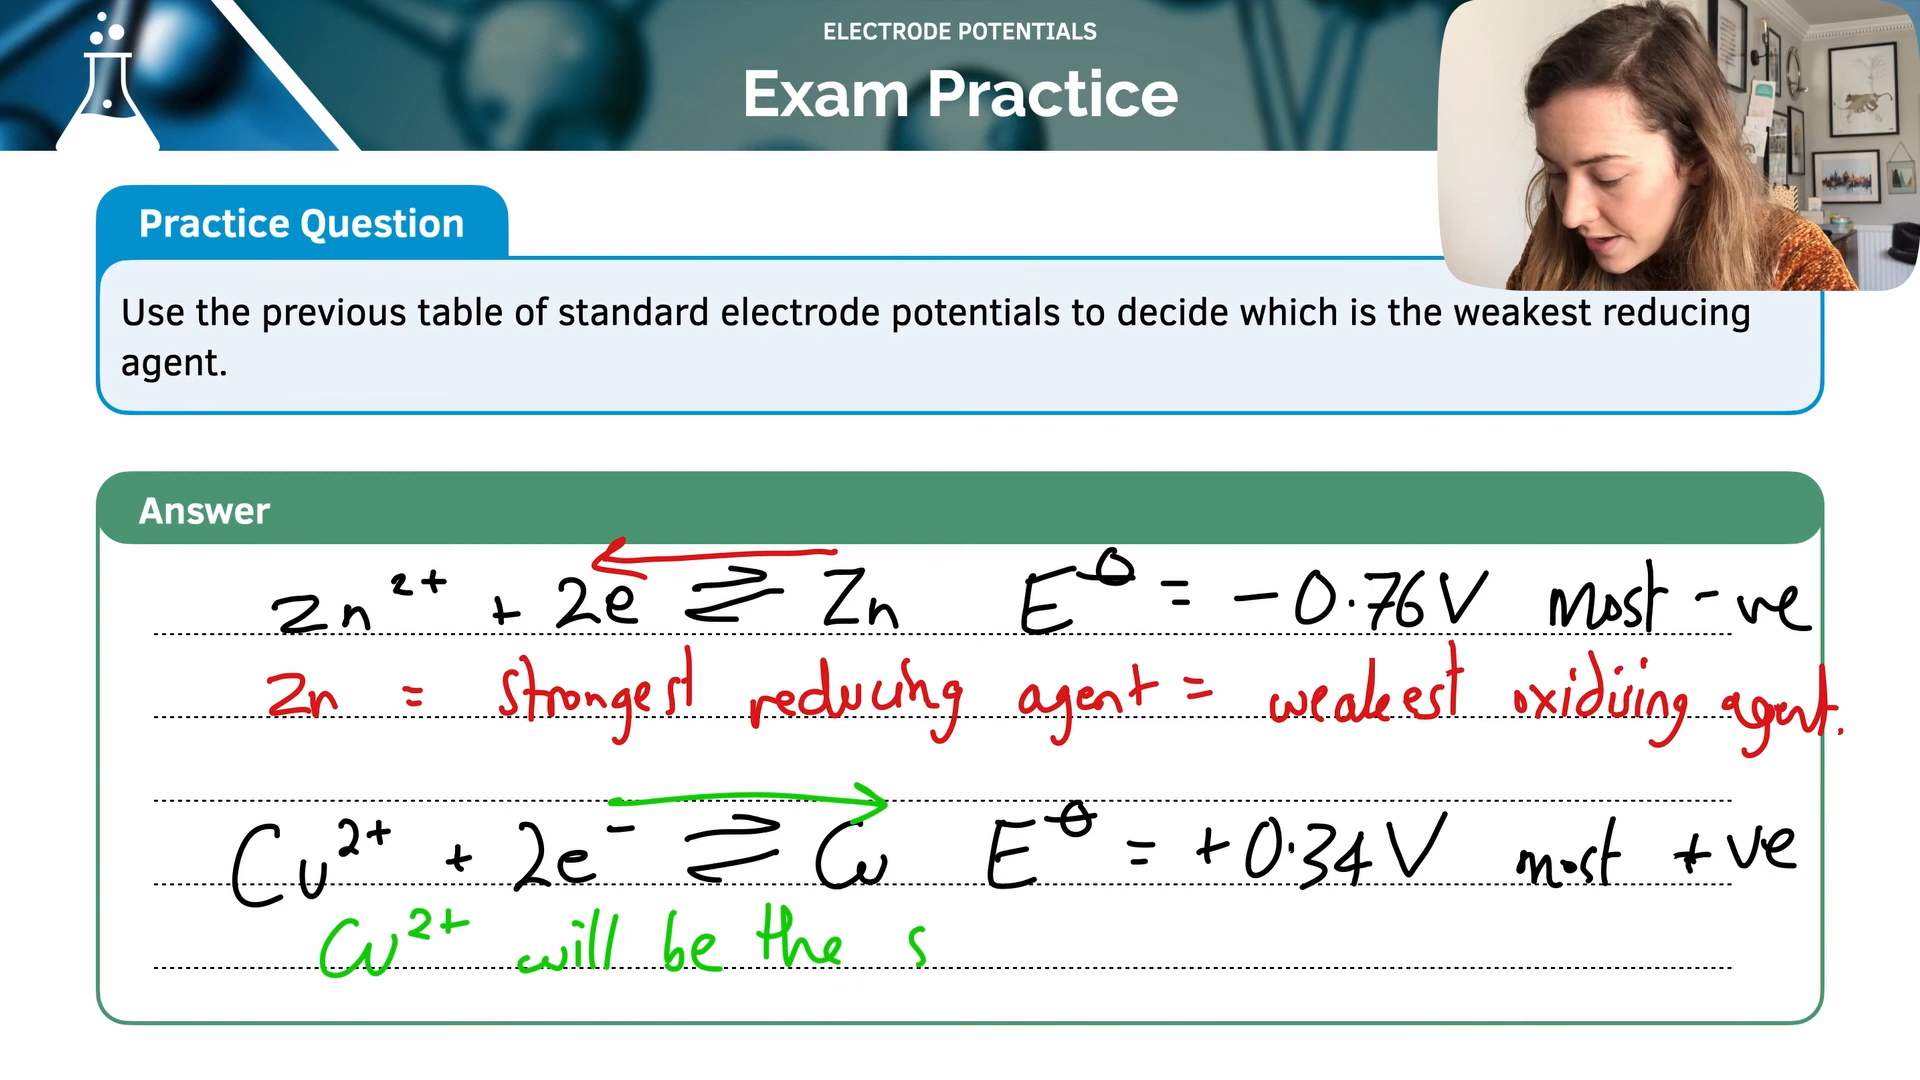 ELECTRODE POTENTIALS
Exam Practice
Practice Question
Use the previous table of standard electrode potentials to decide which is the weakest reducing
agent.
Answer
Zn²⁺ + 2e ⇌ Zn E⦵ = -0.76V most -ve
Zn = strongest reducing agent = weakest oxidising agent.
Cu²⁺ + 2e⁻ ⇌ Cu E⦵ = +0.34V most +ve
Cu²⁺ will be the s